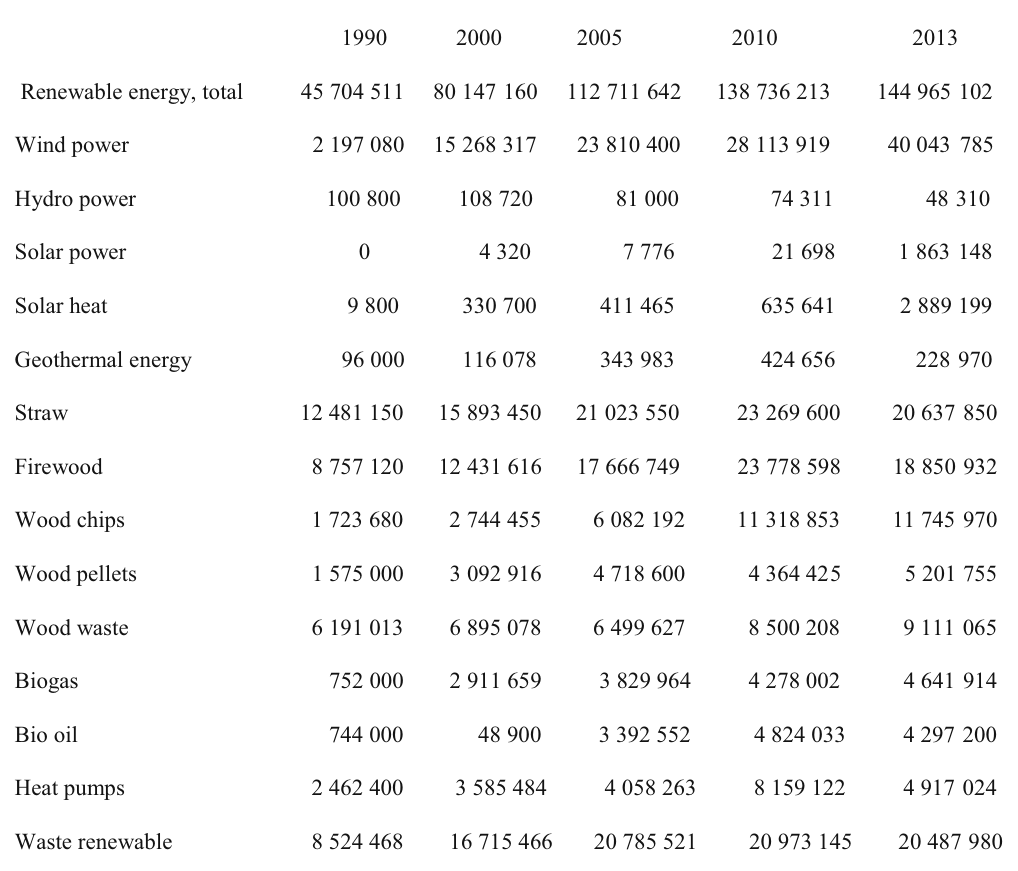 1990 2000 2005 2010 2013
Renewable energy, total 45 704 511 80 147 160 112 711 642 138 736 213 144 965 102
Wind power 2 197 080 15 268 317 23 810 400 28 113 919 40 043 785
Hydro power 100 800 108 720 81 000 74 311 48 310
Solar power 0 4 320 7 776 21 698 1 863 148
Solar heat 9 800 330 700 411 465 635 641 2 889 199
Geothermal energy 96 000 116 078 343 983 424 656 228 970
Straw 12 481 150 15 893 450 21 023 550 23 269 600 20 637 850
Firewood 8 757 120 12 431 616 17 666 749 23 778 598 18 850 932
Wood chips 1 723 680 2 744 455 6 082 192 11 318 853 11 745 970
Wood pellets 1 575 000 3 092 916 4 718 600 4 364 425 5 201 755
Wood waste 6 191 013 6 895 078 6 499 627 8 500 208 9 111 065
Biogas 752 000 2 911 659 3 829 964 4 278 002 4 641 914
Bio oil 744 000 48 900 3 392 552 4 824 033 4 297 200
Heat pumps 2 462 400 3 585 484 4 058 263 8 159 122 4 917 024
Waste renewable 8 524 468 16 715 466 20 785 521 20 973 145 20 487 980